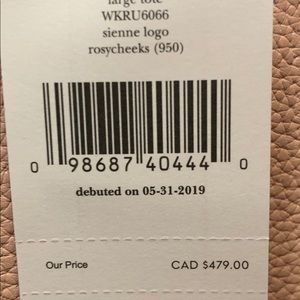 large tote
WKRU6066
sienne logo
rosycheeks (950)
0 98687 40444 0
debuted on 05-31-2019
Our Price CAD $479.00